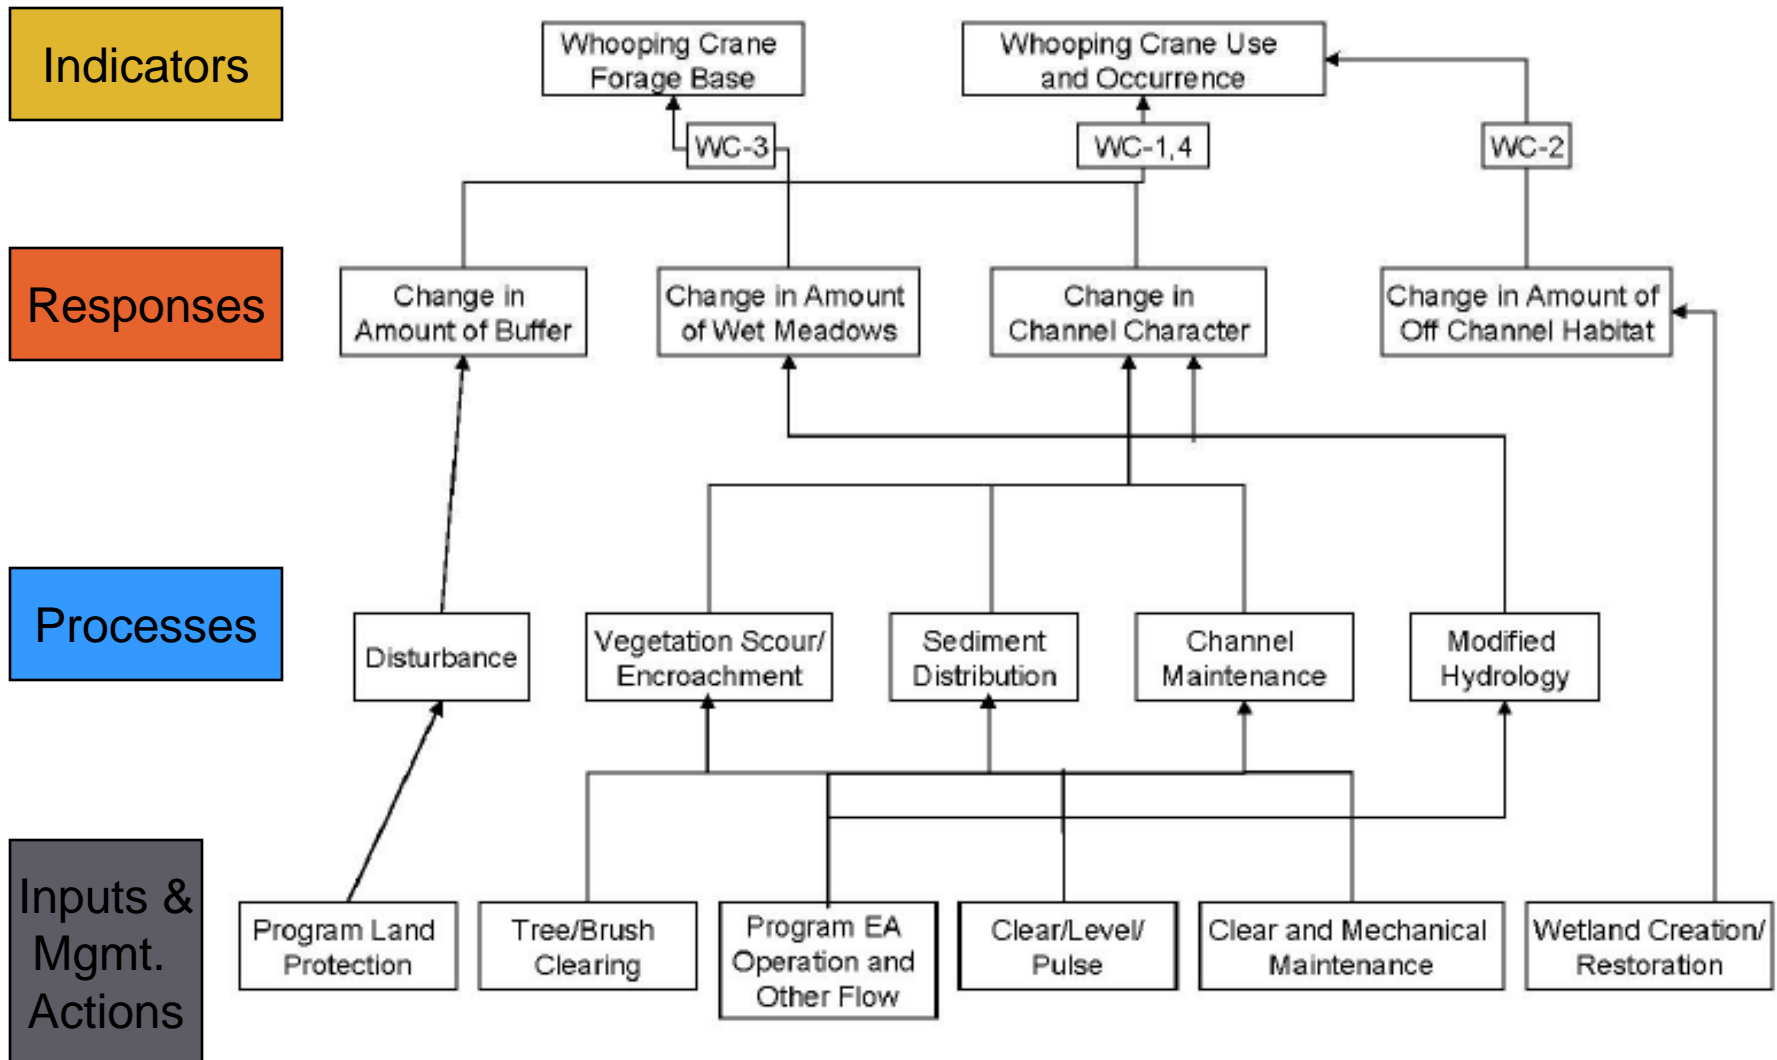 Indicators
Whooping Crane
Forage Base
Whooping Crane Use
and Occurrence
WC-3
WC-1,4
WC-2
Responses
Change in
Amount of Buffer
Change in Amount
of Wet Meadows
Change in
Channel Character
Change in Amount of
Off Channel Habitat
Processes
Disturbance
Vegetation Scour/
Encroachment
Sediment
Distribution
Channel
Maintenance
Modified
Hydrology
Inputs &
Mgmt.
Actions
Program Land
Protection
Tree/Brush
Clearing
Program EA
Operation and
Other Flow
Clear/Level/
Pulse
Clear and Mechanical
Maintenance
Wetland Creation/
Restoration